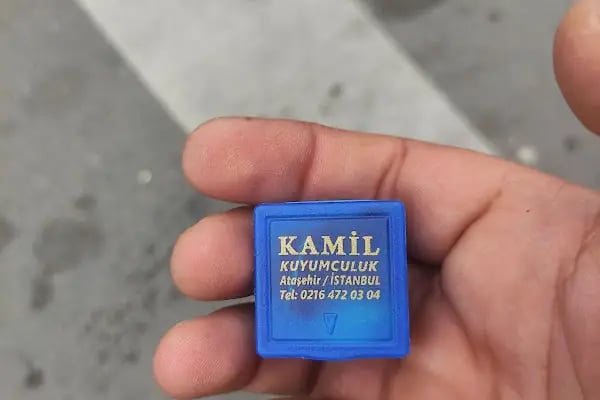 KAMİL
KUYUMCULUK
Ataşehir / İSTANBUL
Tel: 0216 472 03 04